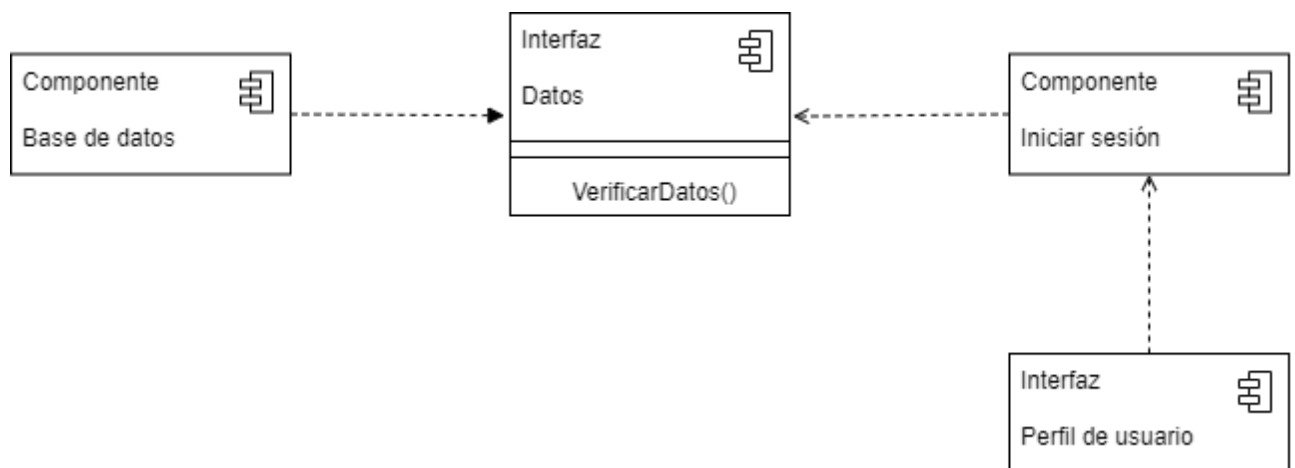 Componente
Base de datos
Interfaz
Datos
VerificarDatos()
Componente
Iniciar sesión
Interfaz
Perfil de usuario